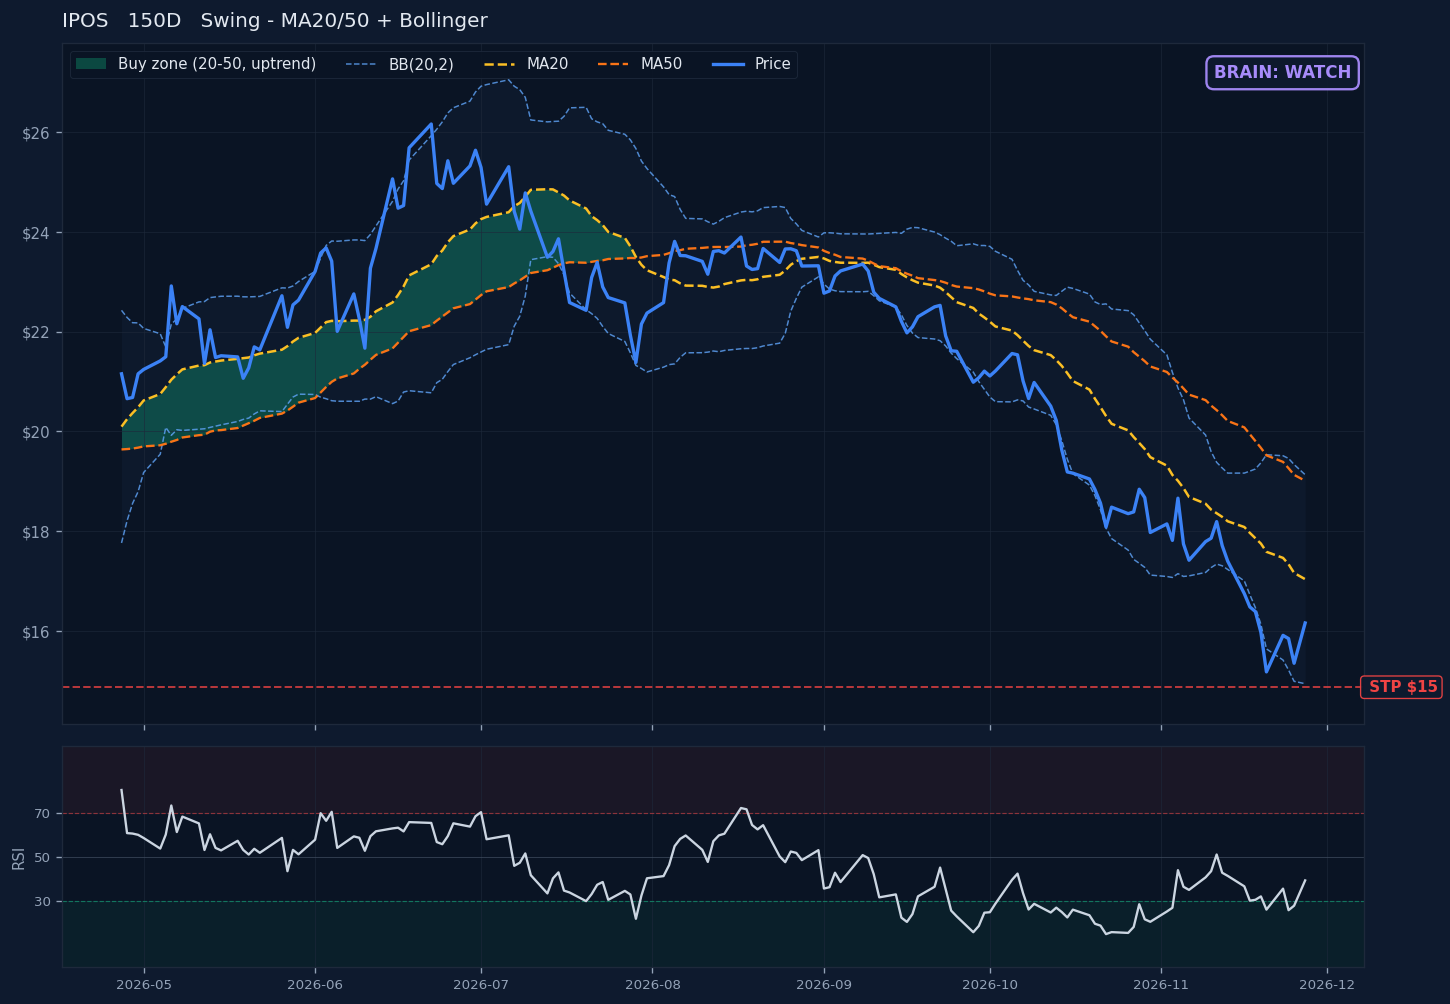 IPOS 150D Swing - MA20/50 + Bollinger
Buy zone (20-50, uptrend) BB(20,2) MA20 MA50 Price
BRAIN: WATCH
$26
$24
$22
$20
$18
$16
STP $15
RSI
70
50
30
2026-05 2026-06 2026-07 2026-08 2026-09 2026-10 2026-11 2026-12